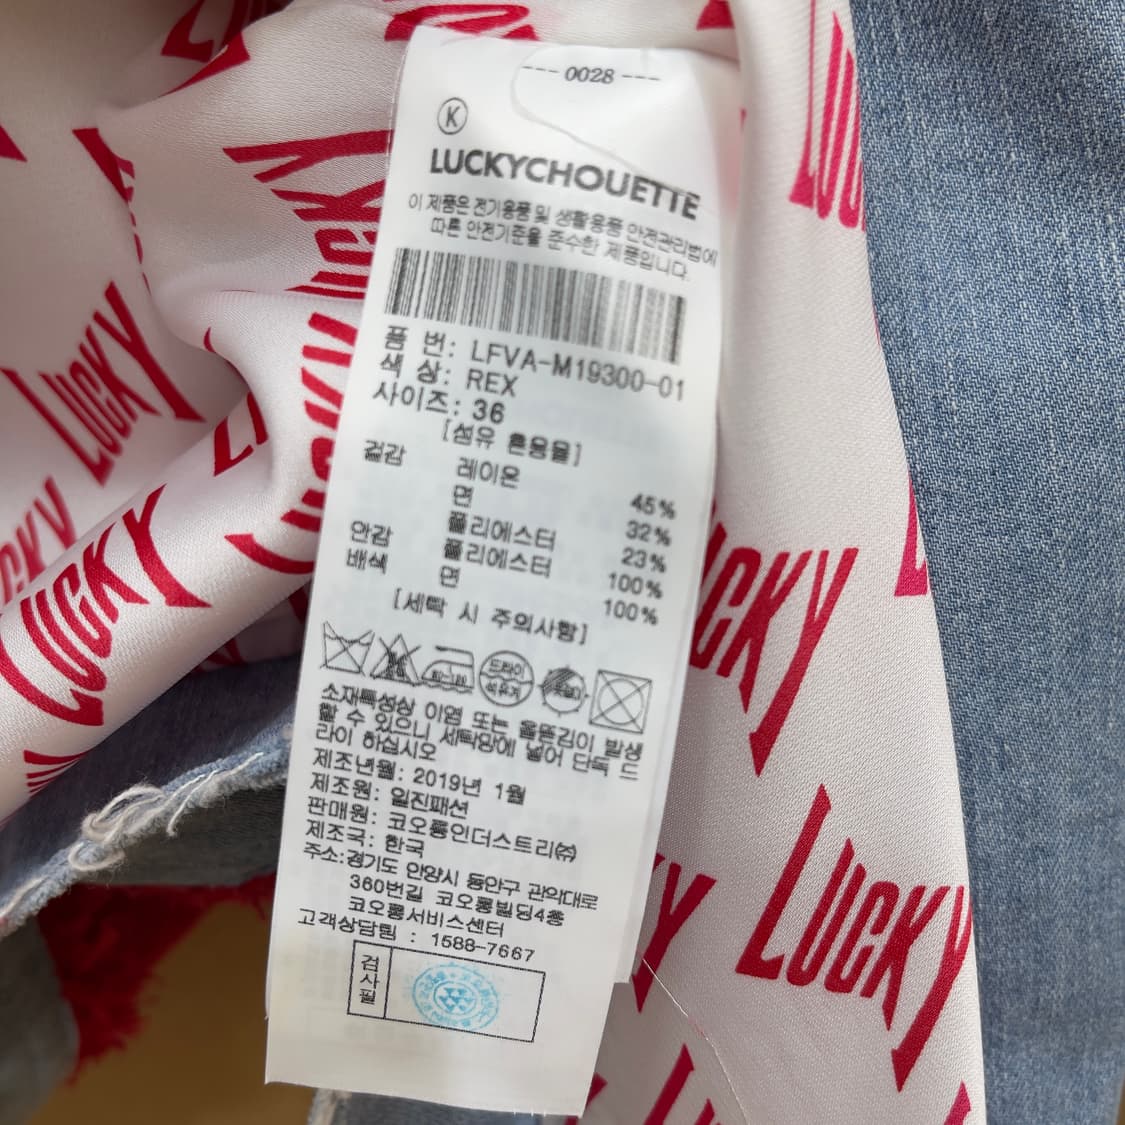 --- 0028 ---
K
LUCKYCHOUETTE
이 제품은 전기용품 및 생활용품 안전관리법에
따른 안전기준을 준수한 제품입니다.
품 번: LFVA-M19300-01
색 상: REX
사이즈: 36
[섬유 혼용율]
겉감 레이온 45%
면 32%
폴리에스터 23%
안감 폴리에스터 100%
배색 면 100%
[세탁 시 주의사항]
드라이
석유계
소재특성상 이염 또는 올뜯김이 발생
할 수 있으니 세탁망에 넣어 단독 드
라이 하십시오
제조년월: 2019년 1월
제조원: 일진패션
판매원: 코오롱인더스트리㈜
제조국: 한국
주소:경기도 안양시 동안구 관악대로
360번길 코오롱빌딩4층
코오롱서비스센터
고객상담팀 : 1588-7667
검사필
LUCKY
LUCKY
LUCKY
LUCKY
LUCKY